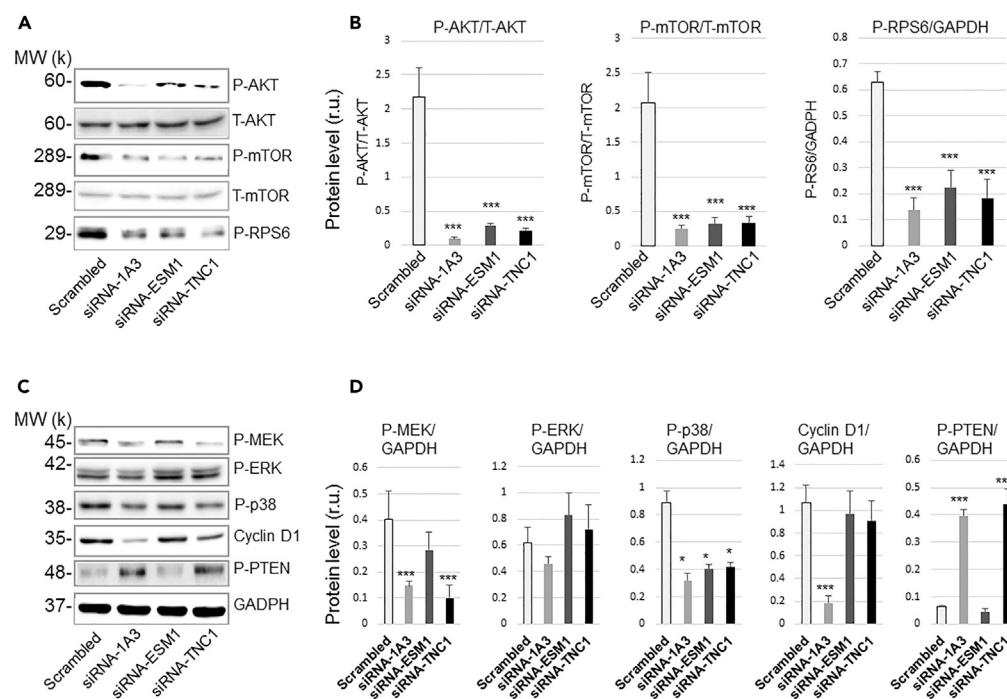 A
MW (k)
60-
P-AKT
60-
T-AKT
289-
P-mTOR
289-
T-mTOR
29-
P-RPS6
Scrambled
siRNA-1A3
siRNA-ESM1
siRNA-TNC1
B
P-AKT/T-AKT
Protein level (r.u.)
P-AKT/T-AKT
3
2.5
2
1.5
1
0.5
0
***
***
***
Scrambled
siRNA-1A3
siRNA-ESM1
siRNA-TNC1
P-mTOR/T-mTOR
P-mTOR/T-mTOR
3
2.5
2
1.5
1
0.5
0
***
***
***
Scrambled
siRNA-1A3
siRNA-ESM1
siRNA-TNC1
P-RPS6/GAPDH
P-RS6/GADPH
0.8
0.7
0.6
0.5
0.4
0.3
0.2
0.1
0
***
***
***
Scrambled
siRNA-1A3
siRNA-ESM1
siRNA-TNC1
C
MW (k)
45-
P-MEK
42-
P-ERK
38-
P-p38
35-
Cyclin D1
48-
P-PTEN
37-
GADPH
Scrambled
siRNA-1A3
siRNA-ESM1
siRNA-TNC1
D
Protein level (r.u.)
P-MEK/
GAPDH
0.6
0.5
0.4
0.3
0.2
0.1
0
***
***
Scrambled
siRNA-1A3
siRNA-ESM1
siRNA-TNC1
P-ERK/
GAPDH
1.2
1
0.8
0.6
0.4
0.2
0
Scrambled
siRNA-1A3
siRNA-ESM1
siRNA-TNC1
P-p38/
GAPDH
1
0.9
0.8
0.7
0.6
0.5
0.4
0.3
0.2
0.1
0
*
*
*
Scrambled
siRNA-1A3
siRNA-ESM1
siRNA-TNC1
Cyclin D1/
GAPDH
1.4
1.2
1
0.8
0.6
0.4
0.2
0
***
Scrambled
siRNA-1A3
siRNA-ESM1
siRNA-TNC1
P-PTEN/
GAPDH
0.6
0.5
0.4
0.3
0.2
0.1
0
***
**
Scrambled
siRNA-1A3
siRNA-ESM1
siRNA-TNC1